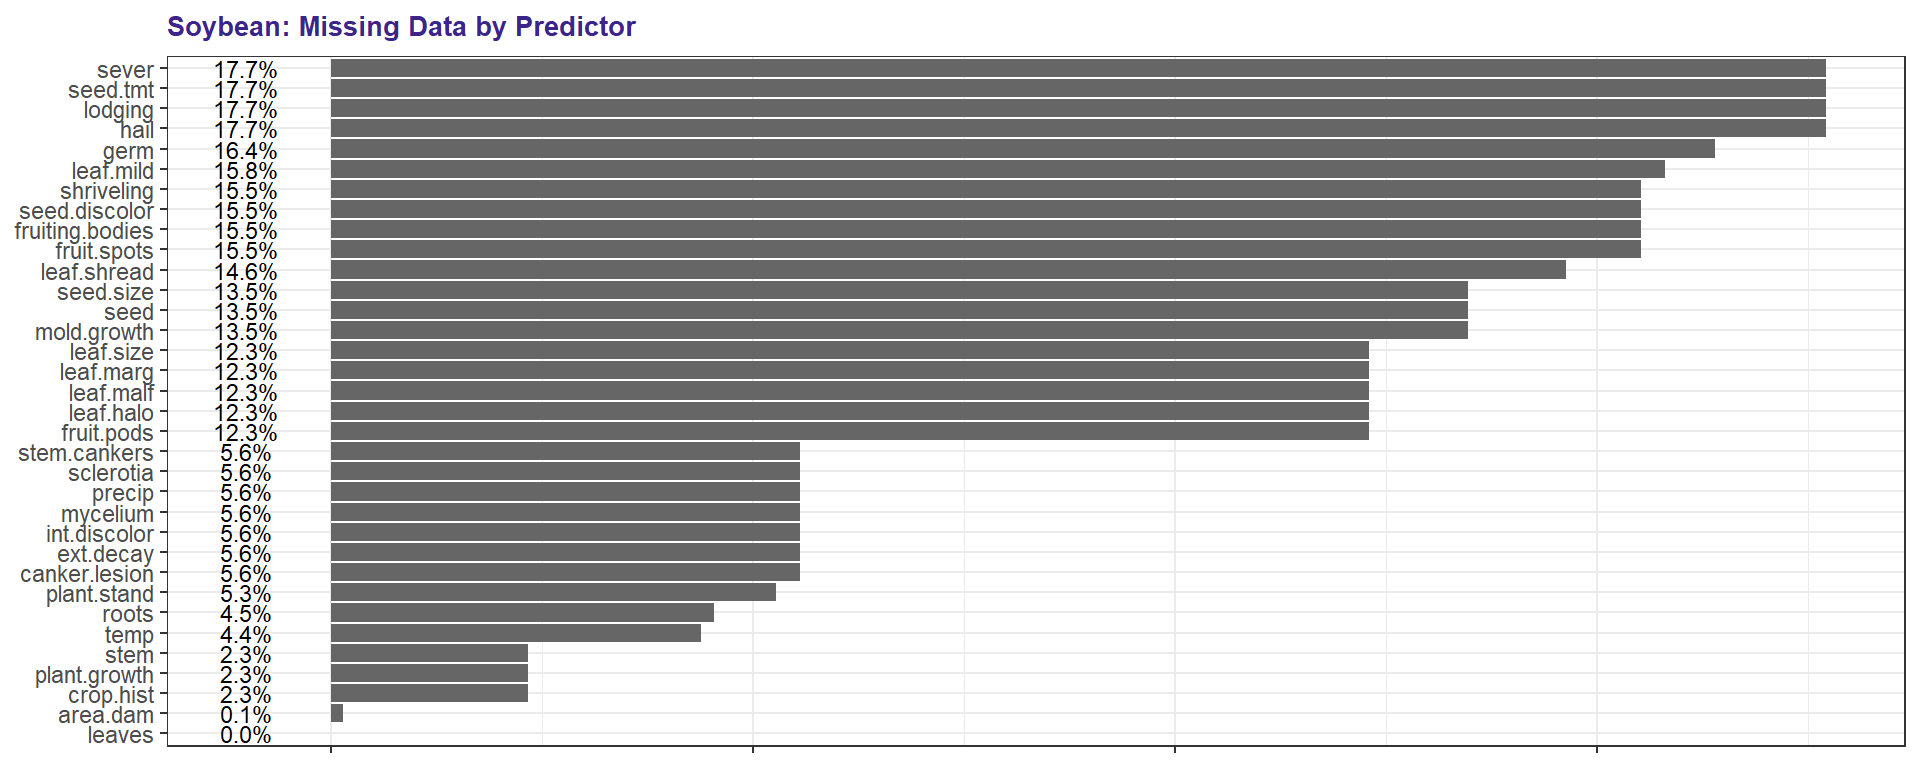 Soybean: Missing Data by Predictor
sever 17.7%
seed.tmt 17.7%
lodging 17.7%
hail 17.7%
germ 16.4%
leaf.mild 15.8%
shriveling 15.5%
seed.discolor 15.5%
fruiting.bodies 15.5%
fruit.spots 15.5%
leaf.shread 14.6%
seed.size 13.5%
seed 13.5%
mold.growth 13.5%
leaf.size 12.3%
leaf.marg 12.3%
leaf.malf 12.3%
leaf.halo 12.3%
fruit.pods 12.3%
stem.cankers 5.6%
sclerotia 5.6%
precip 5.6%
mycelium 5.6%
int.discolor 5.6%
ext.decay 5.6%
canker.lesion 5.6%
plant.stand 5.3%
roots 4.5%
temp 4.4%
stem 2.3%
plant.growth 2.3%
crop.hist 2.3%
area.dam 0.1%
leaves 0.0%